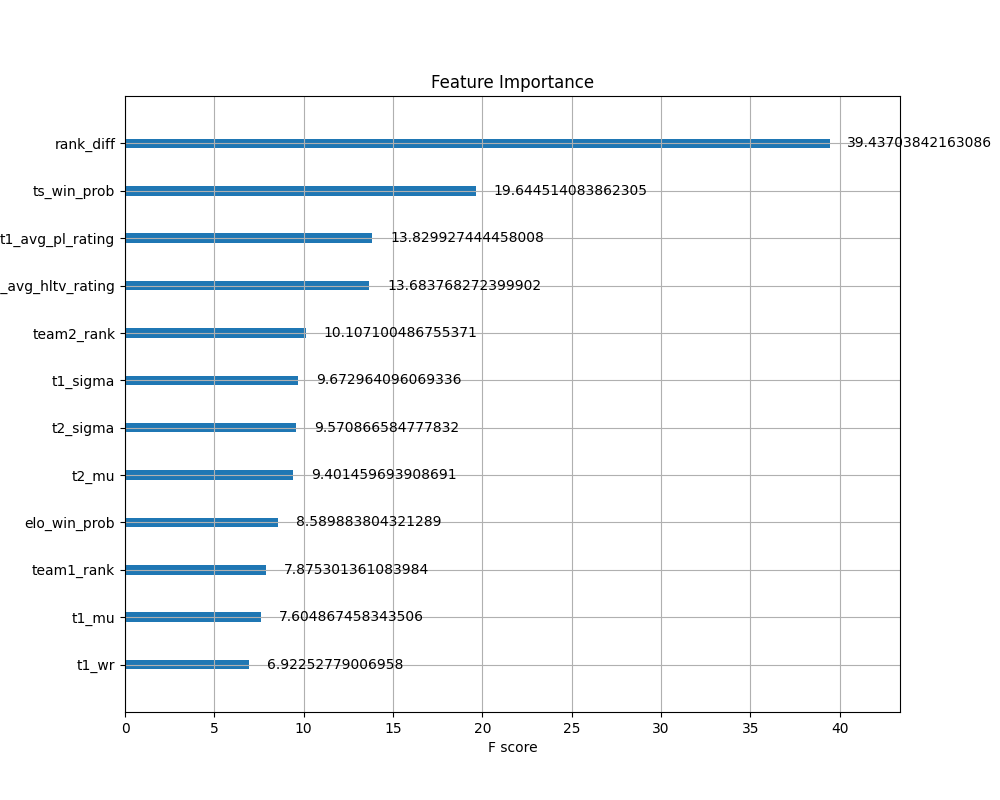 Feature Importance
rank_diff 39.43703842163086
ts_win_prob 19.644514083862305
t1_avg_pl_rating 13.829927444458008
_avg_hltv_rating 13.683768272399902
team2_rank 10.107100486755371
t1_sigma 9.672964096069336
t2_sigma 9.570866584777832
t2_mu 9.401459693908691
elo_win_prob 8.589883804321289
team1_rank 7.875301361083984
t1_mu 7.604867458343506
t1_wr 6.92252779006958
0 5 10 15 20 25 30 35 40
F score